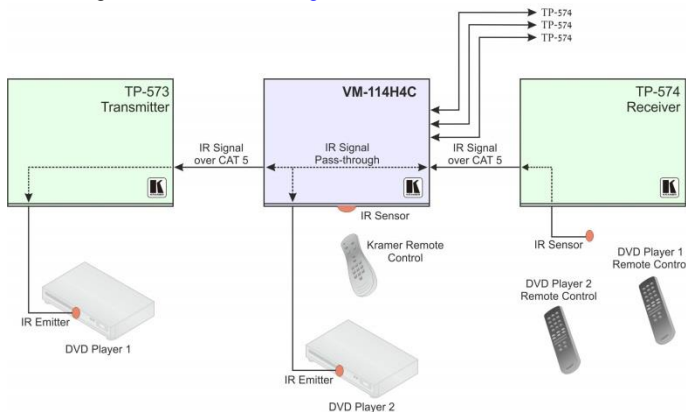 TP-574
TP-574
TP-574
TP-573
Transmitter
VM-114H4C
TP-574
Receiver
IR Signal
over CAT 5
IR Signal
Pass-through
IR Signal
over CAT 5
IR Sensor
Kramer Remote
Control
IR Sensor
DVD Player 1
Remote Control
DVD Player 2
Remote Control
IR Emitter
DVD Player 1
IR Emitter
DVD Player 2